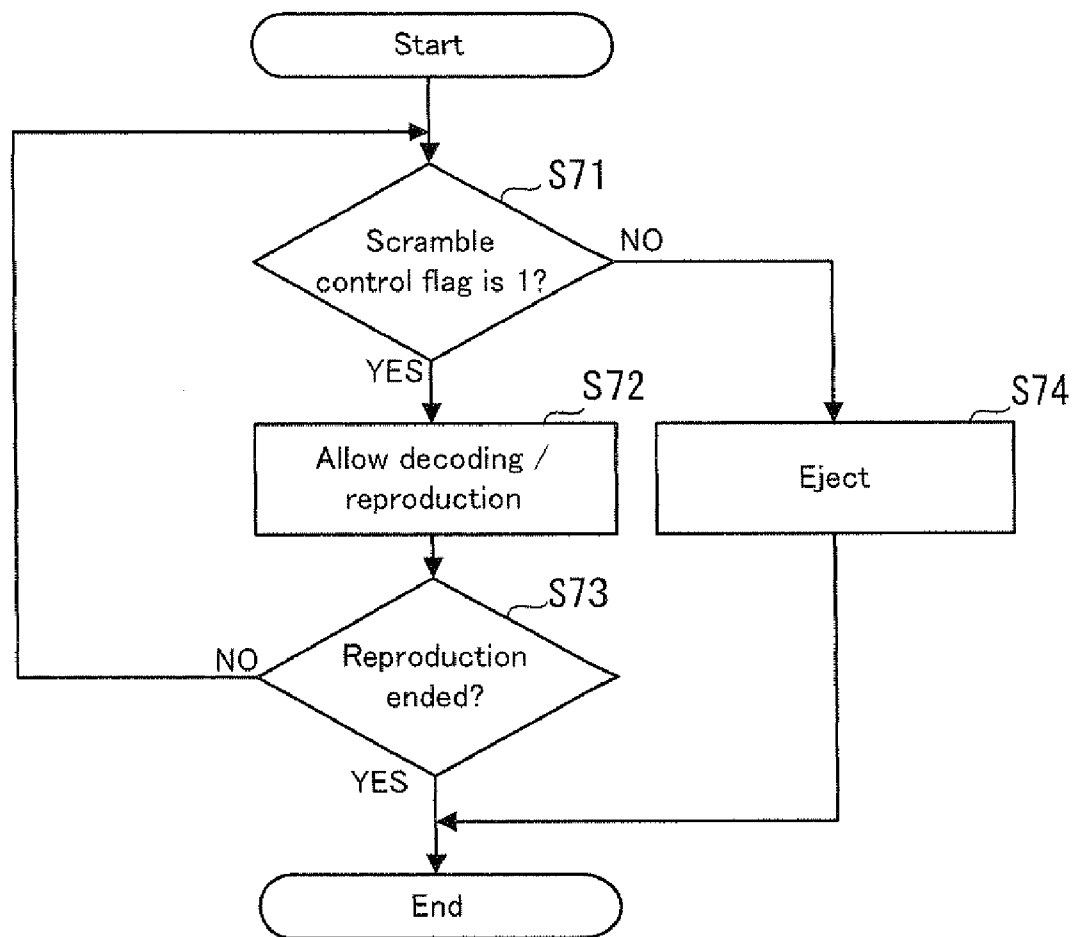 Start
S71
Scramble
control flag is 1?
NO
YES
S72
Allow decoding /
reproduction
S74
Eject
S73
Reproduction
ended?
NO
YES
End